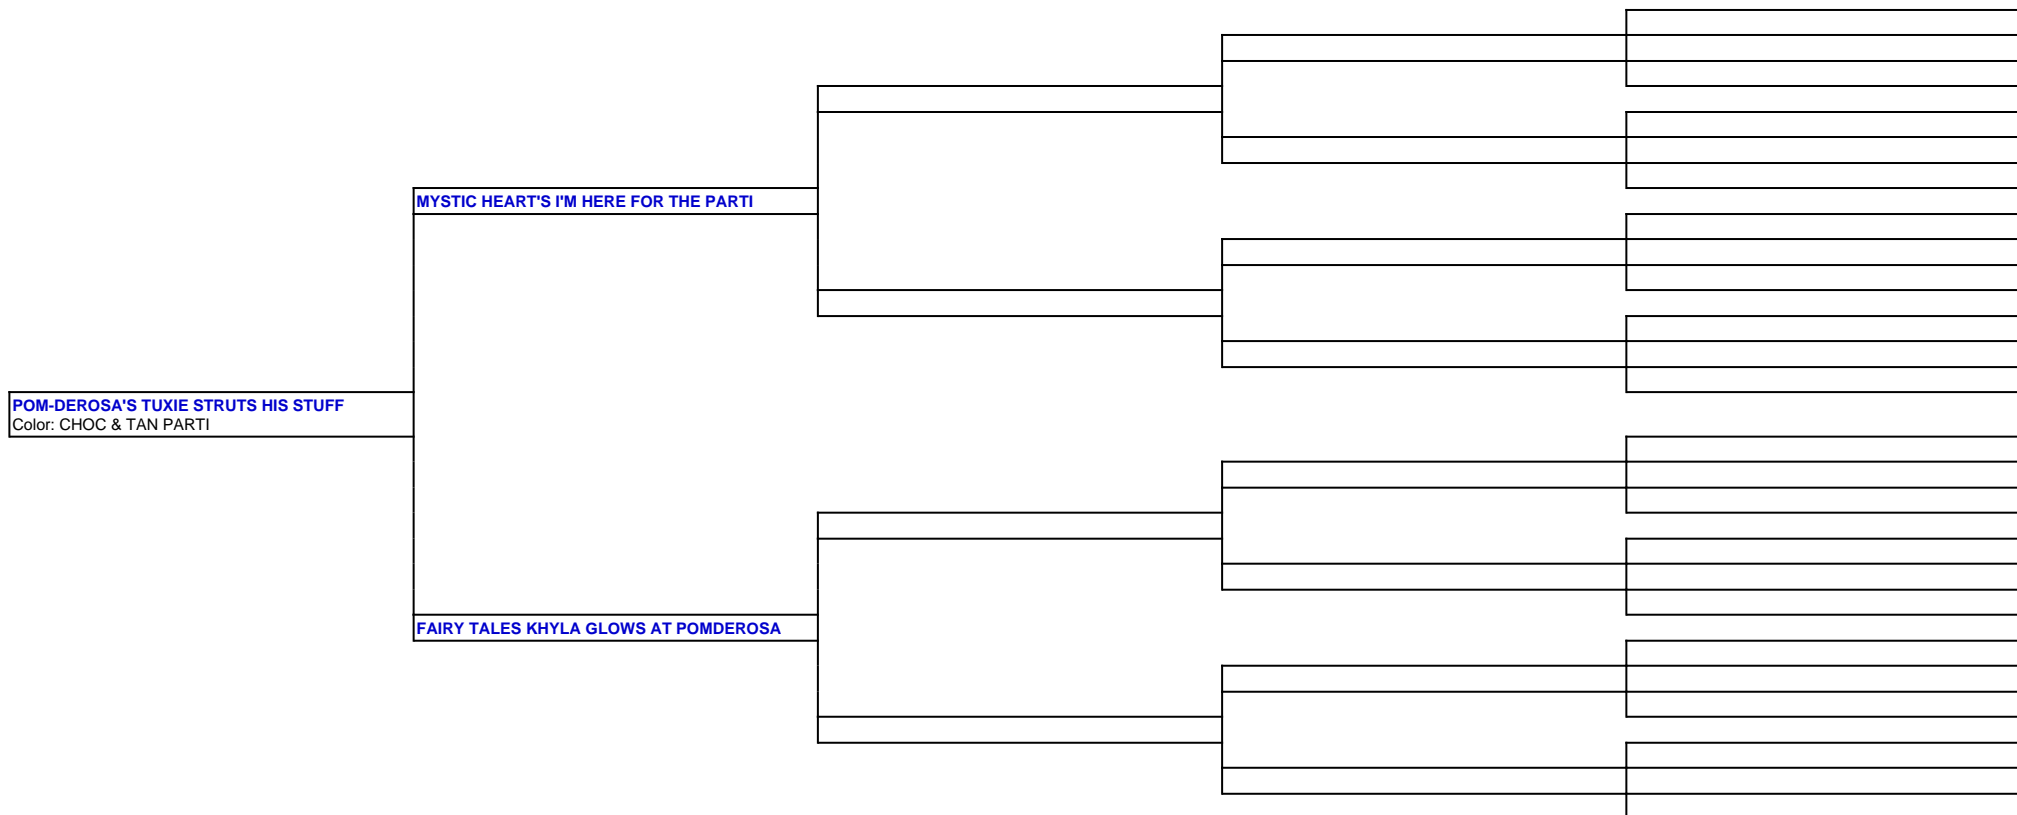 MYSTIC HEART'S I'M HERE FOR THE PARTI
POM-DEROSA'S TUXIE STRUTS HIS STUFF
Color: CHOC & TAN PARTI
FAIRY TALES KHYLA GLOWS AT POMDEROSA